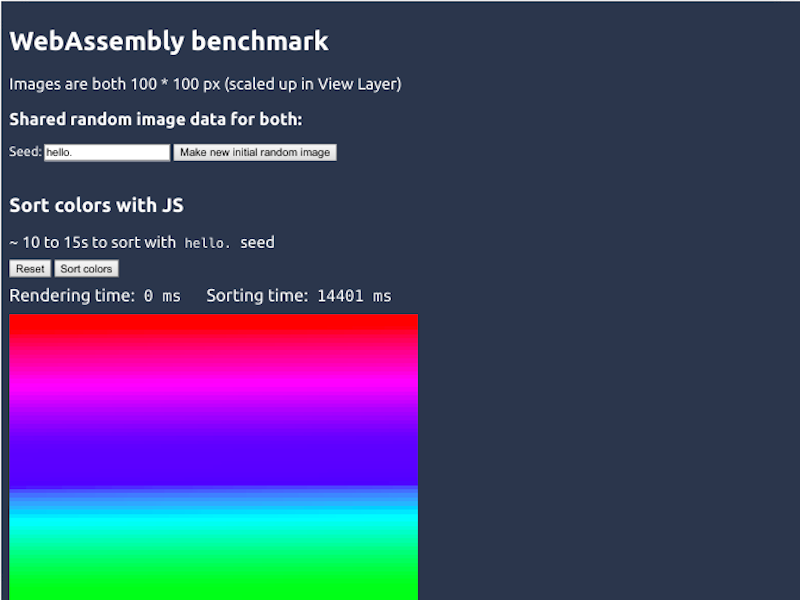 WebAssembly benchmark
Images are both 100 * 100 px (scaled up in View Layer)
Shared random image data for both:
Seed: hello. Make new initial random image
Sort colors with JS
~ 10 to 15s to sort with hello. seed
Reset Sort colors
Rendering time: 0 ms Sorting time: 14401 ms